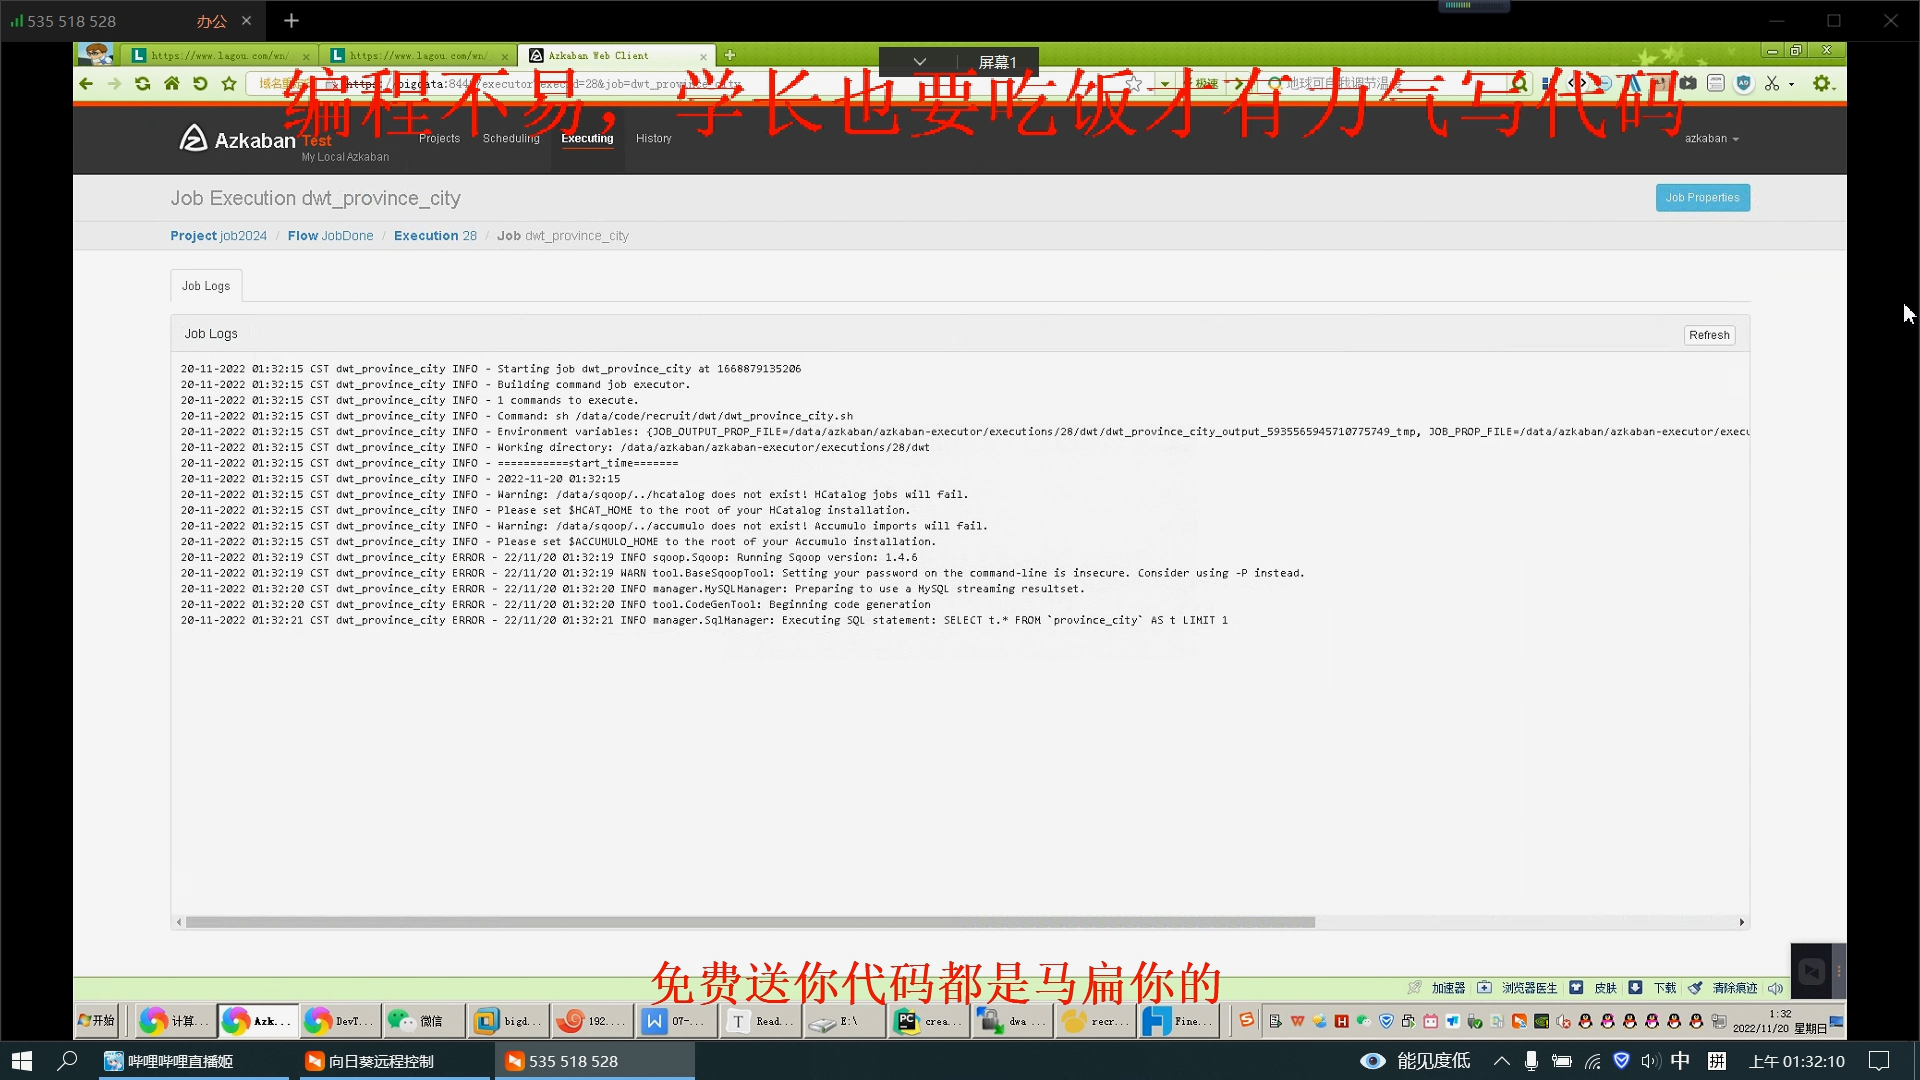 535 518 528
办公
屏幕1
https://www.lagou.com/wn/
https://www.lagou.com/wn/
Azkaban Web Client
编程不易，学长也要吃饭才有力气写代码
Azkaban
Test
My Local Azkaban
Projects
Scheduling
Executing
History
azkaban
Job Execution dwt_province_city
Job Properties
Project job2024 / Flow JobDone / Execution 28 / Job dwt_province_city
Job Logs
Job Logs
Refresh
20-11-2022 01:32:15 CST dwt_province_city INFO - Starting job dwt_province_city at 1668879135206
20-11-2022 01:32:15 CST dwt_province_city INFO - Building command job executor.
20-11-2022 01:32:15 CST dwt_province_city INFO - 1 commands to execute.
20-11-2022 01:32:15 CST dwt_province_city INFO - Command: sh /data/code/recruit/dwt/dwt_province_city.sh
20-11-2022 01:32:15 CST dwt_province_city INFO - Environment variables: {JOB_OUTPUT_PROP_FILE=/data/azkaban/azkaban-executor/executions/28/dwt/dwt_province_city_output_5935565945710775749_tmp, JOB_PROP_FILE=/data/azkaban/azkaban-executor/execu
20-11-2022 01:32:15 CST dwt_province_city INFO - Working directory: /data/azkaban/azkaban-executor/executions/28/dwt
20-11-2022 01:32:15 CST dwt_province_city INFO - ===========start_time=======
20-11-2022 01:32:15 CST dwt_province_city INFO - 2022-11-20 01:32:15
20-11-2022 01:32:15 CST dwt_province_city INFO - Warning: /data/sqoop/../hcatalog does not exist! HCatalog jobs will fail.
20-11-2022 01:32:15 CST dwt_province_city INFO - Please set $HCAT_HOME to the root of your HCatalog installation.
20-11-2022 01:32:15 CST dwt_province_city INFO - Warning: /data/sqoop/../accumulo does not exist! Accumulo imports will fail.
20-11-2022 01:32:15 CST dwt_province_city INFO - Please set $ACCUMULO_HOME to the root of your Accumulo installation.
20-11-2022 01:32:19 CST dwt_province_city ERROR - 22/11/20 01:32:19 INFO sqoop.Sqoop: Running Sqoop version: 1.4.6
20-11-2022 01:32:19 CST dwt_province_city ERROR - 22/11/20 01:32:19 WARN tool.BaseSqoopTool: Setting your password on the command-line is insecure. Consider using -P instead.
20-11-2022 01:32:20 CST dwt_province_city ERROR - 22/11/20 01:32:20 INFO manager.MySQLManager: Preparing to use a MySQL streaming resultset.
20-11-2022 01:32:20 CST dwt_province_city ERROR - 22/11/20 01:32:20 INFO tool.CodeGenTool: Beginning code generation
20-11-2022 01:32:21 CST dwt_province_city ERROR - 22/11/20 01:32:21 INFO manager.SqlManager: Executing SQL statement: SELECT t.* FROM `province_city` AS t LIMIT 1
免费送你代码都是马扁你的
加速器 浏览器医生 皮肤 下载 清除痕迹
开始 计算... Azk... DevT... 微信 bigd... 192.... 07-... Read... E:\ crea... dwa ... recr... Fine...
1:32
2022/11/20 星期日
哔哩哔哩直播姬 向日葵远程控制 535 518 528
能见度低 中 拼 上午 01:32:10